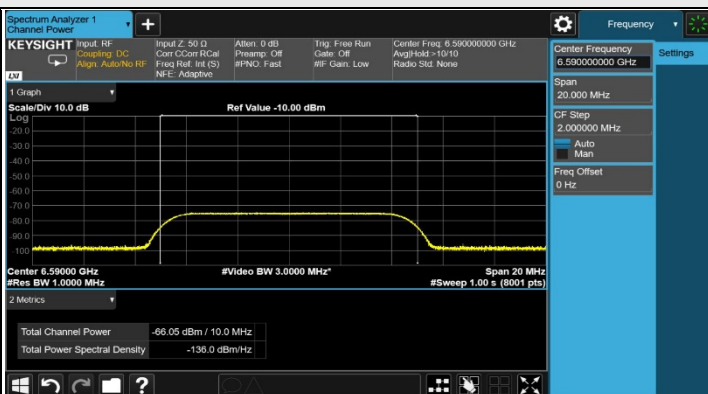 Spectrum Analyzer 1
Channel Power
+
Frequency
KEYSIGHT
Input: RF
Coupling: DC
Align: Auto/No RF
Input Z: 50 Ω
Corr CCorr RCal
Freq Ref: Int (S)
NFE: Adaptive
Atten: 0 dB
Preamp: Off
#PNO: Fast
Trig: Free Run
Gate: Off
#IF Gain: Low
Center Freq: 6.590000000 GHz
Avg|Hold:>10/10
Radio Std: None
LXI
Center Frequency
6.590000000 GHz
Settings
Span
20.000 MHz
CF Step
2.000000 MHz
Auto
Man
Freq Offset
0 Hz
1 Graph
Scale/Div 10.0 dB
Ref Value -10.00 dBm
Log
-20.0
-30.0
-40.0
-50.0
-60.0
-70.0
-80.0
-90.0
-100
Center 6.59000 GHz
#Video BW 3.0000 MHz*
Span 20 MHz
#Res BW 1.0000 MHz
#Sweep 1.00 s (8001 pts)
2 Metrics
Total Channel Power
-66.05 dBm / 10.0 MHz
Total Power Spectral Density
-136.0 dBm/Hz
?